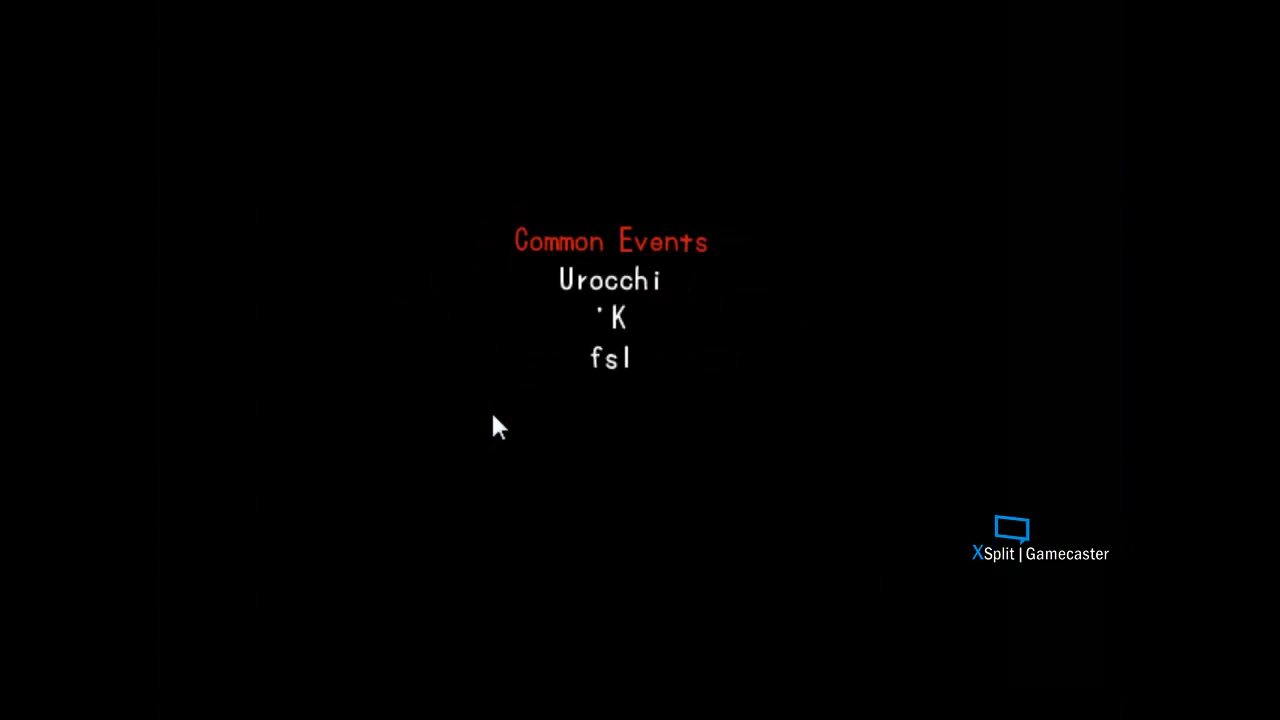 Common Events
Urocchi
゜K
fsl
XSplit | Gamecaster